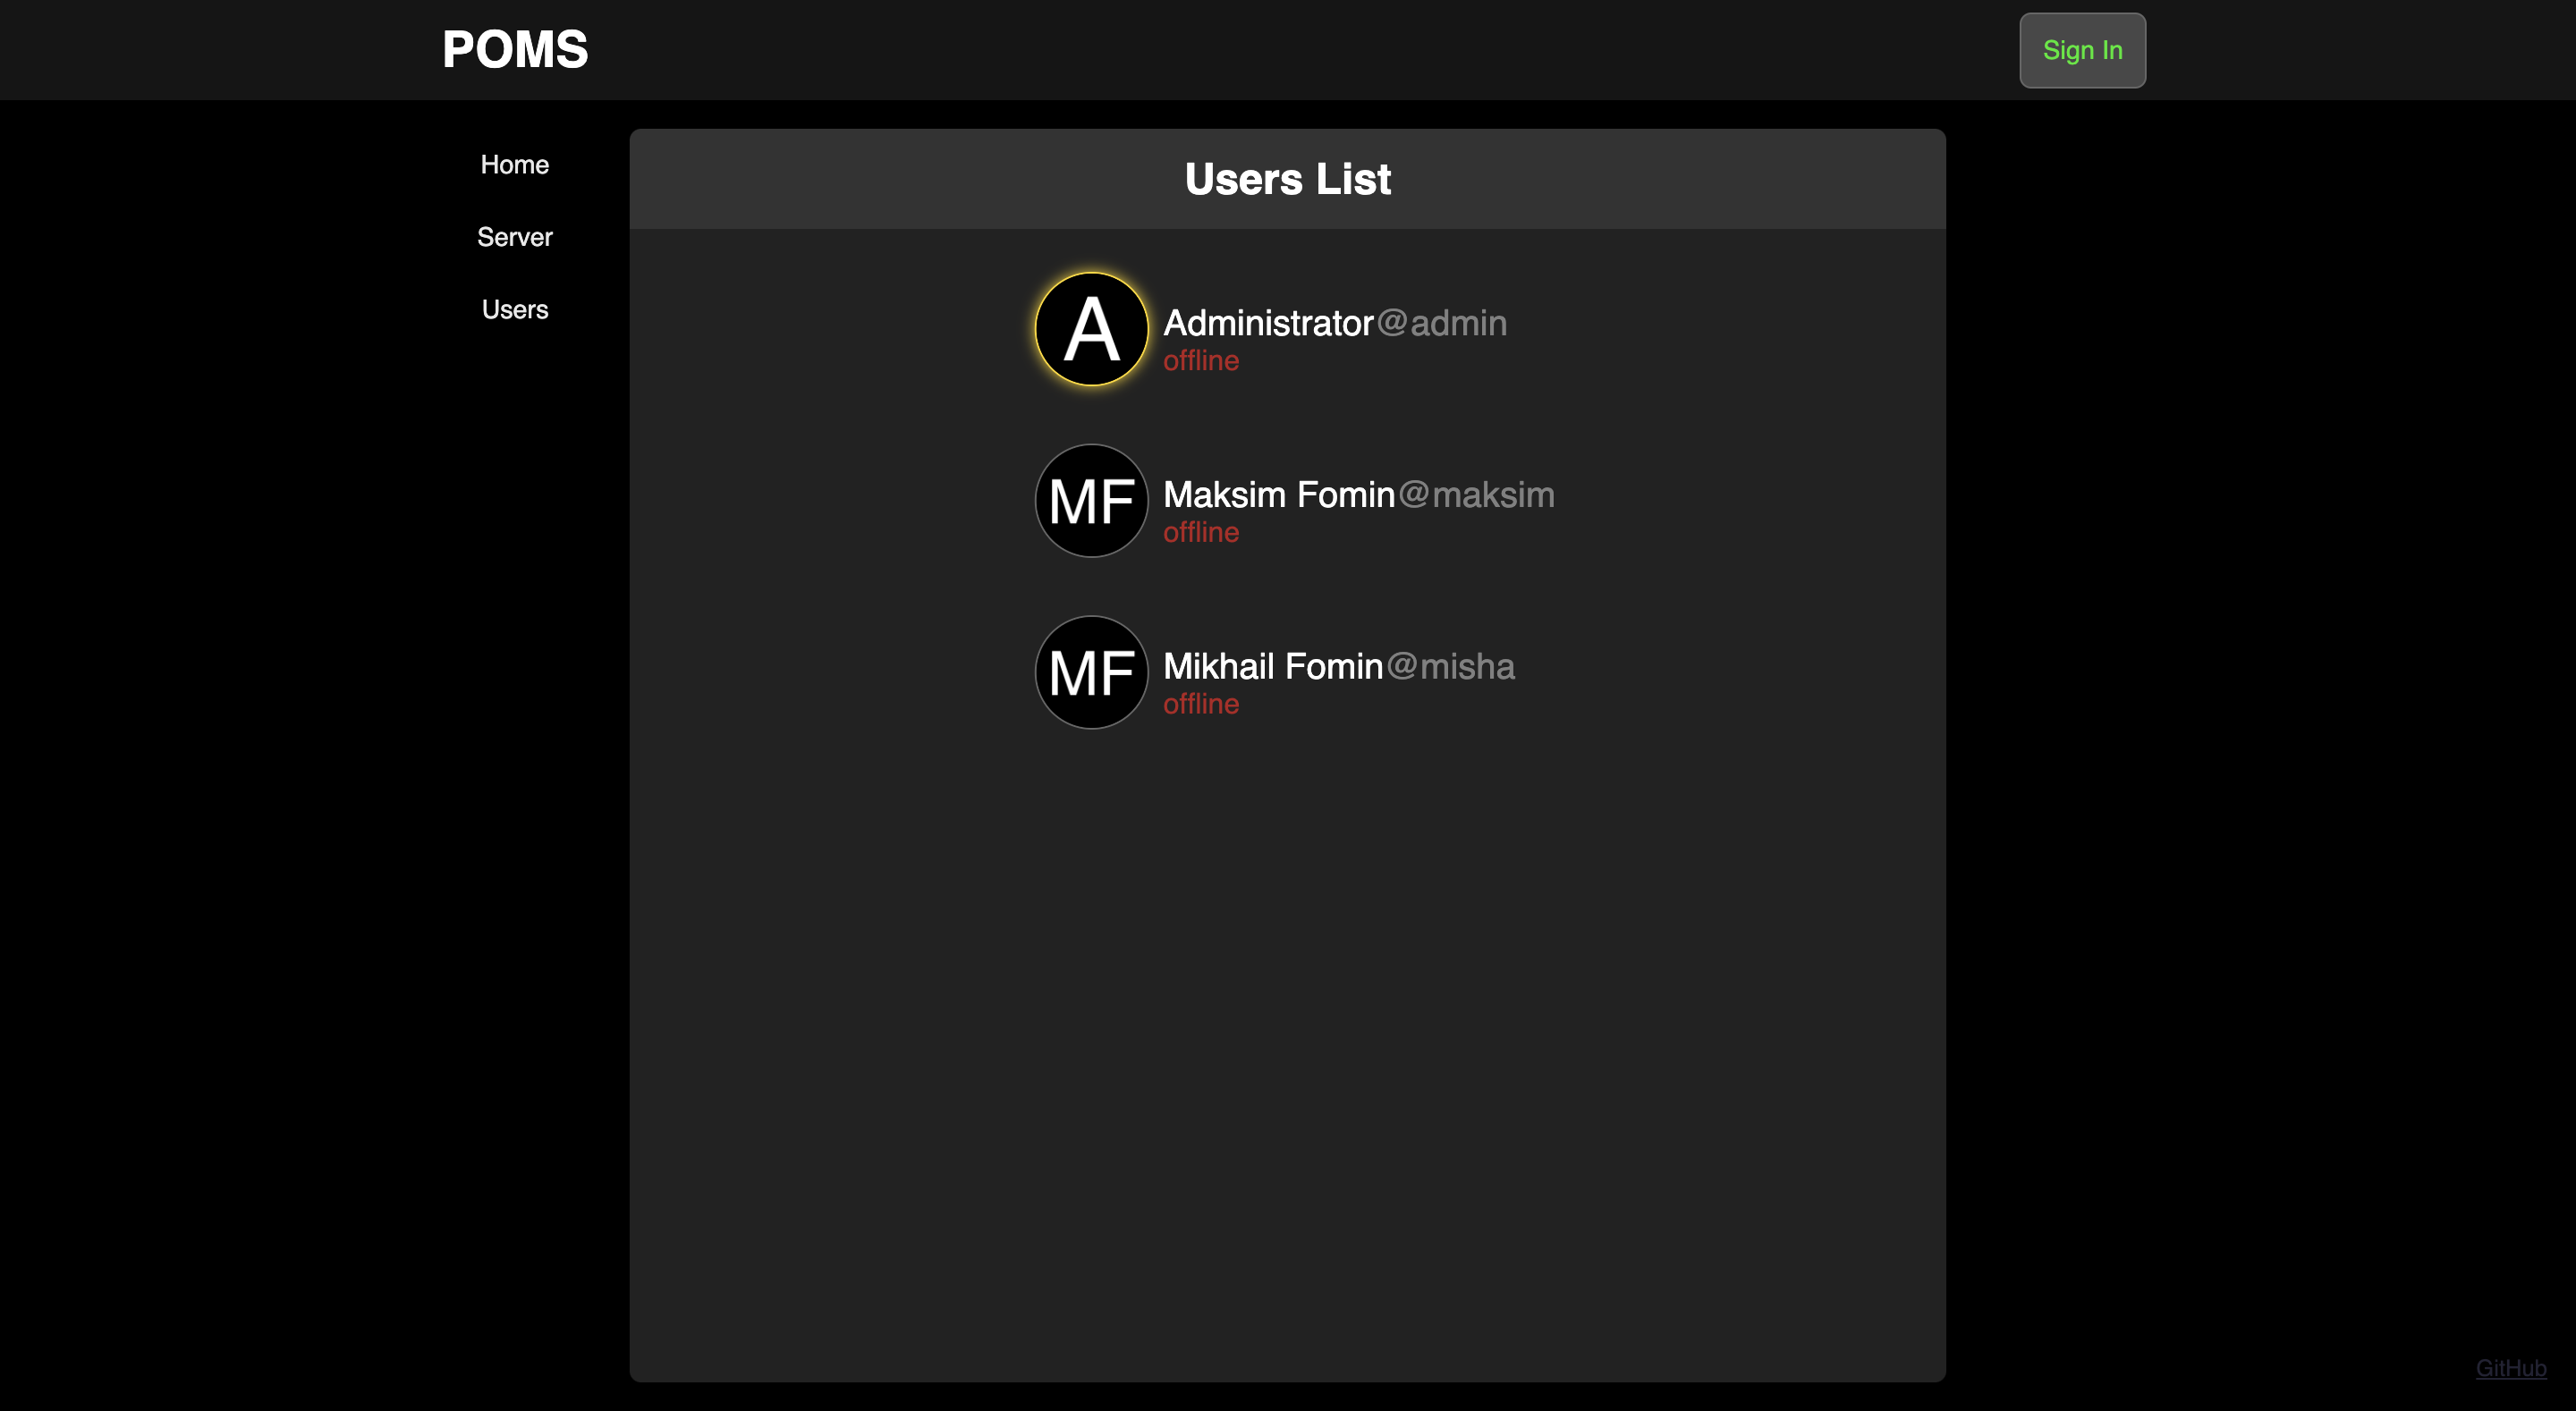 POMS
Sign In
Home
Server
Users
Users List
A
Administrator@admin
offline
MF
Maksim Fomin@maksim
offline
MF
Mikhail Fomin@misha
offline
GitHub